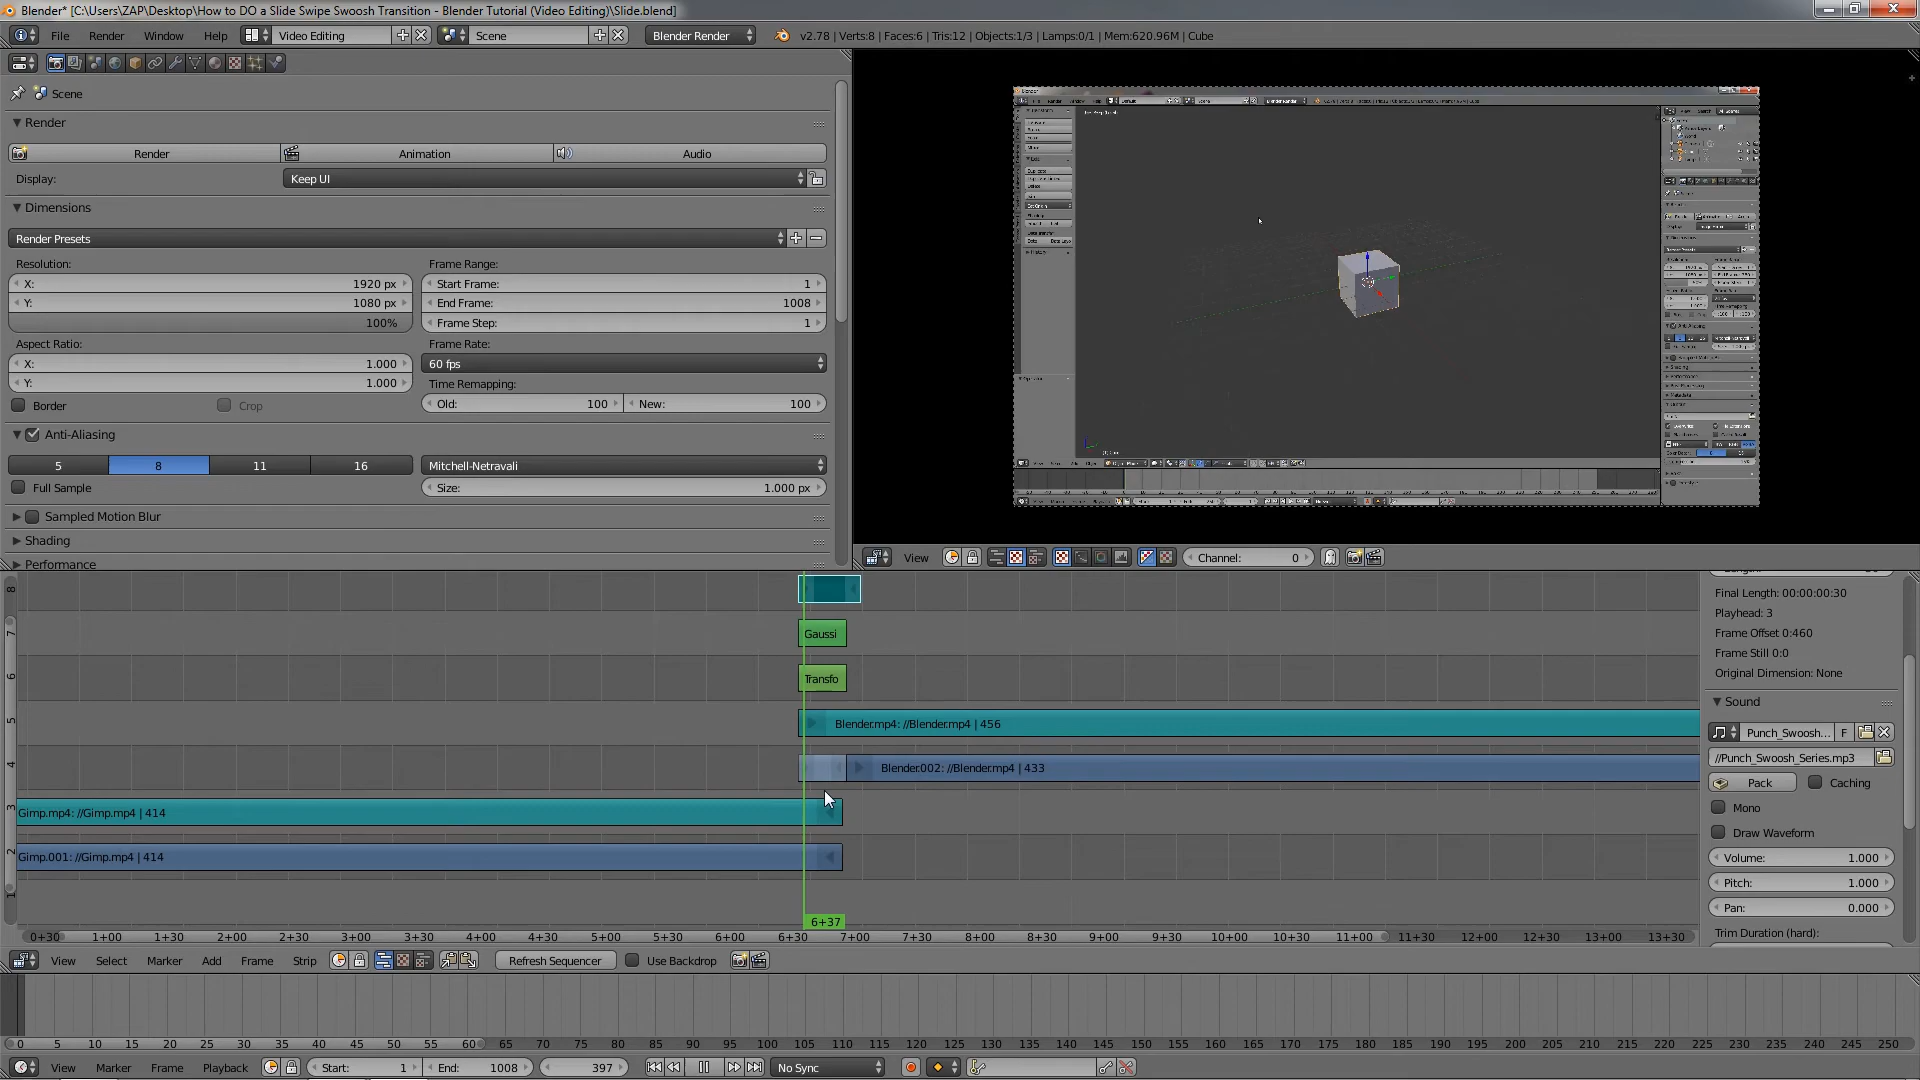 Blender* [C:\Users\ZAP\Desktop\How to DO a Slide Swipe Swoosh Transition - Blender Tutorial (Video Editing)\Slide.blend]
File Render Window Help Video Editing Scene Blender Render v2.78 | Verts:8 | Faces:6 | Tris:12 | Objects:1/3 | Lamps:0/1 | Mem:620.96M | Cube
Scene
Render
Render Animation Audio
Display: Keep UI
Dimensions
Render Presets
Resolution: Frame Range:
X: 1920 px Start Frame: 1
Y: 1080 px End Frame: 1008
100% Frame Step: 1
Aspect Ratio: Frame Rate:
X: 1.000 60 fps
Y: 1.000 Time Remapping:
Border Crop Old: 100 New: 100
Anti-Aliasing
5 8 11 16 Mitchell-Netravali
Full Sample Size: 1.000 px
Sampled Motion Blur
Shading
Performance
View Channel: 0
8
7 Gaussi
6 Transfo
5 Blender.mp4: //Blender.mp4 | 456
4 Blender.002: //Blender.mp4 | 433
3 Gimp.mp4: //Gimp.mp4 | 414
2 Gimp.001: //Gimp.mp4 | 414
1
6+37
0+30 1+00 1+30 2+00 2+30 3+00 3+30 4+00 4+30 5+00 5+30 6+00 6+30 7+00 7+30 8+00 8+30 9+00 9+30 10+00 10+30 11+00 11+30 12+00 12+30 13+00 13+30
Final Length: 00:00:00:30
Playhead: 3
Frame Offset 0:460
Frame Still 0:0
Original Dimension: None
Sound
Punch_Swoosh... F
//Punch_Swoosh_Series.mp3
Pack Caching
Mono
Draw Waveform
Volume: 1.000
Pitch: 1.000
Pan: 0.000
Trim Duration (hard):
View Select Marker Add Frame Strip Refresh Sequencer Use Backdrop
0 5 10 15 20 25 30 35 40 45 50 55 60 65 70 75 80 85 90 95 100 105 110 115 120 125 130 135 140 145 150 155 160 165 170 175 180 185 190 195 200 205 210 215 220 225 230 235 240 245 250
View Marker Frame Playback Start: 1 End: 1008 397 No Sync